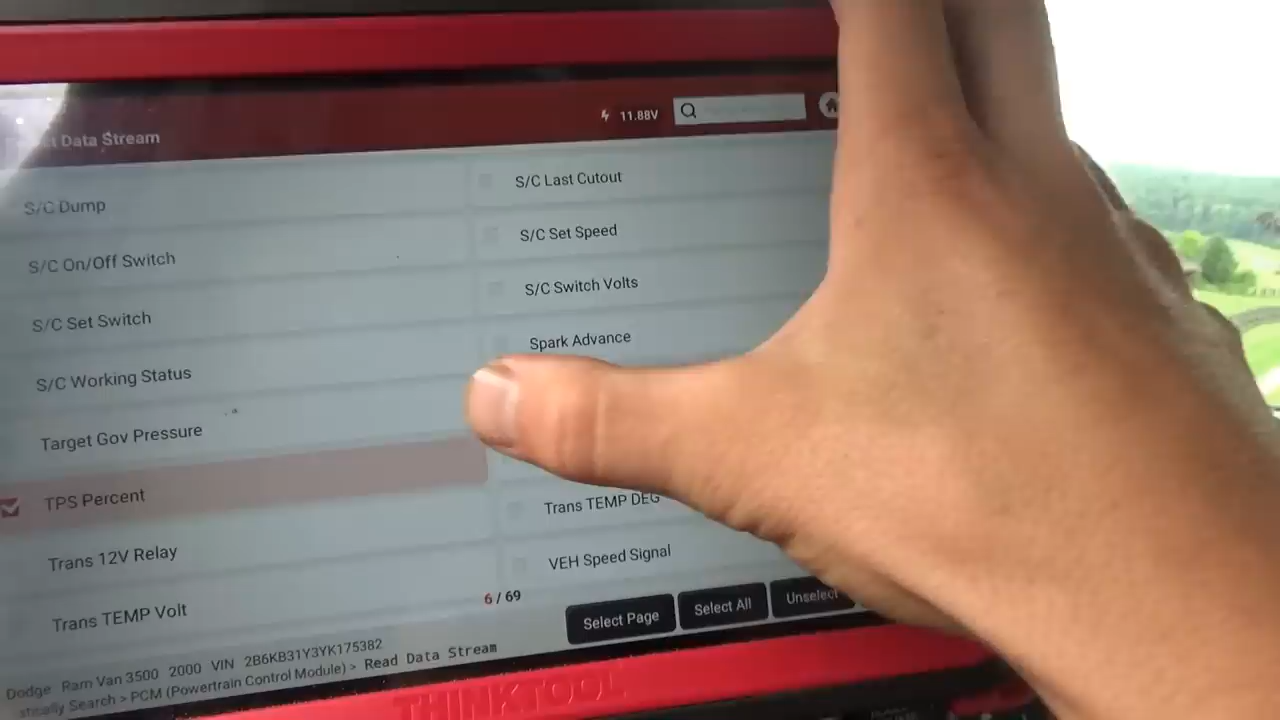 11.88V
Data Stream
S/C Dump
S/C Last Cutout
S/C On/Off Switch
S/C Set Speed
S/C Set Switch
S/C Switch Volts
S/C Working Status
Spark Advance
Target Gov Pressure
TPS Percent
Trans TEMP DEG
Trans 12V Relay
VEH Speed Signal
Trans TEMP Volt
6 / 69
Select Page
Select All
Unselect
Dodge Ram Van 3500 2000 VIN 2B6KB31Y3YK175382
Search > PCM (Powertrain Control Module) > Read Data Stream
THINKTOOL